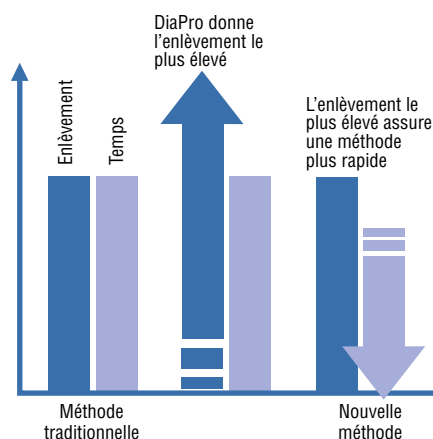 DiaPro donne
l’enlèvement le
plus élevé
Enlèvement
Temps
L’enlèvement le
plus élevé assure
une méthode
plus rapide
Méthode
traditionnelle
Nouvelle
méthode